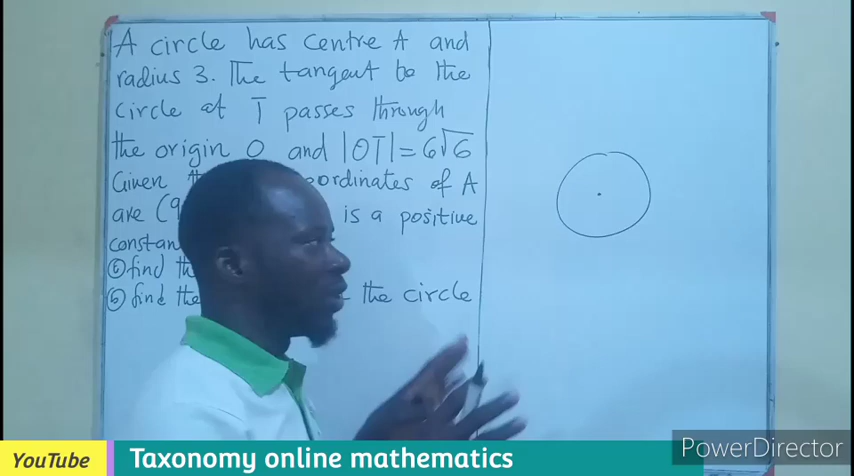 A circle has centre A and
radius 3. The tangent to the
circle at T passes through
the origin O and |OT| = 6√6
Given ordinates of A
are (9 is a positive
constan
find th
find the the circle
YouTube Taxonomy online mathematics
PowerDirector